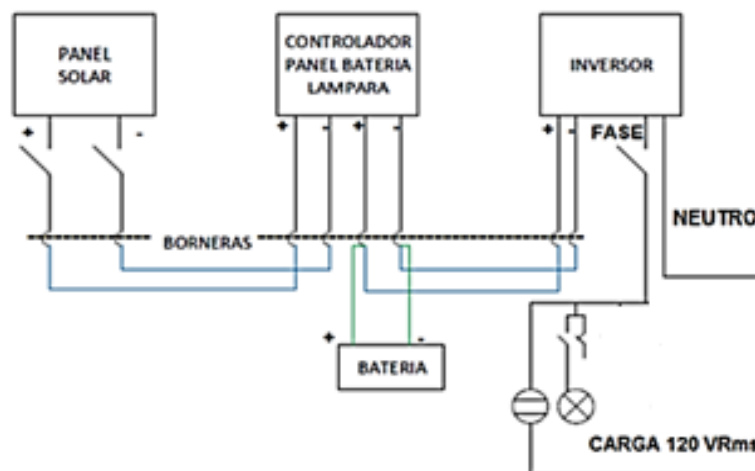 PANEL
SOLAR
CONTROLADOR
PANEL BATERIA
LAMPARA
INVERSOR
+ -
+ - + -
+ -
FASE
NEUTRO
BORNERAS
+ -
BATERIA
CARGA 120 VRms